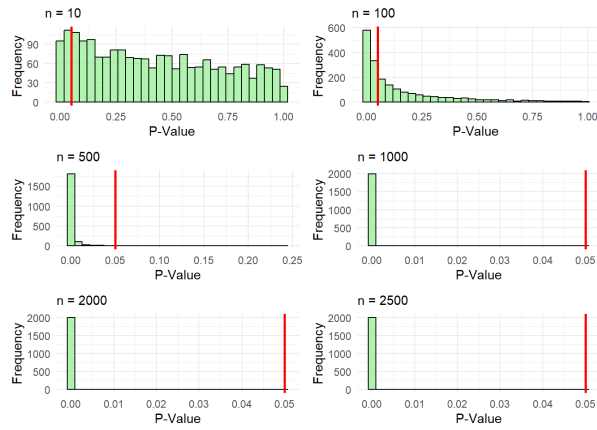 n = 10
Frequency
90
60
30
0
0.00 0.25 0.50 0.75 1.00
P-Value
n = 100
Frequency
600
400
200
0
0.00 0.25 0.50 0.75 1.00
P-Value
n = 500
Frequency
1500
1000
500
0
0.00 0.05 0.10 0.15 0.20 0.25
P-Value
n = 1000
Frequency
2000
1500
1000
500
0
0.00 0.01 0.02 0.03 0.04 0.05
P-Value
n = 2000
Frequency
2000
1500
1000
500
0
0.00 0.01 0.02 0.03 0.04 0.05
P-Value
n = 2500
Frequency
2000
1500
1000
500
0
0.00 0.01 0.02 0.03 0.04 0.05
P-Value